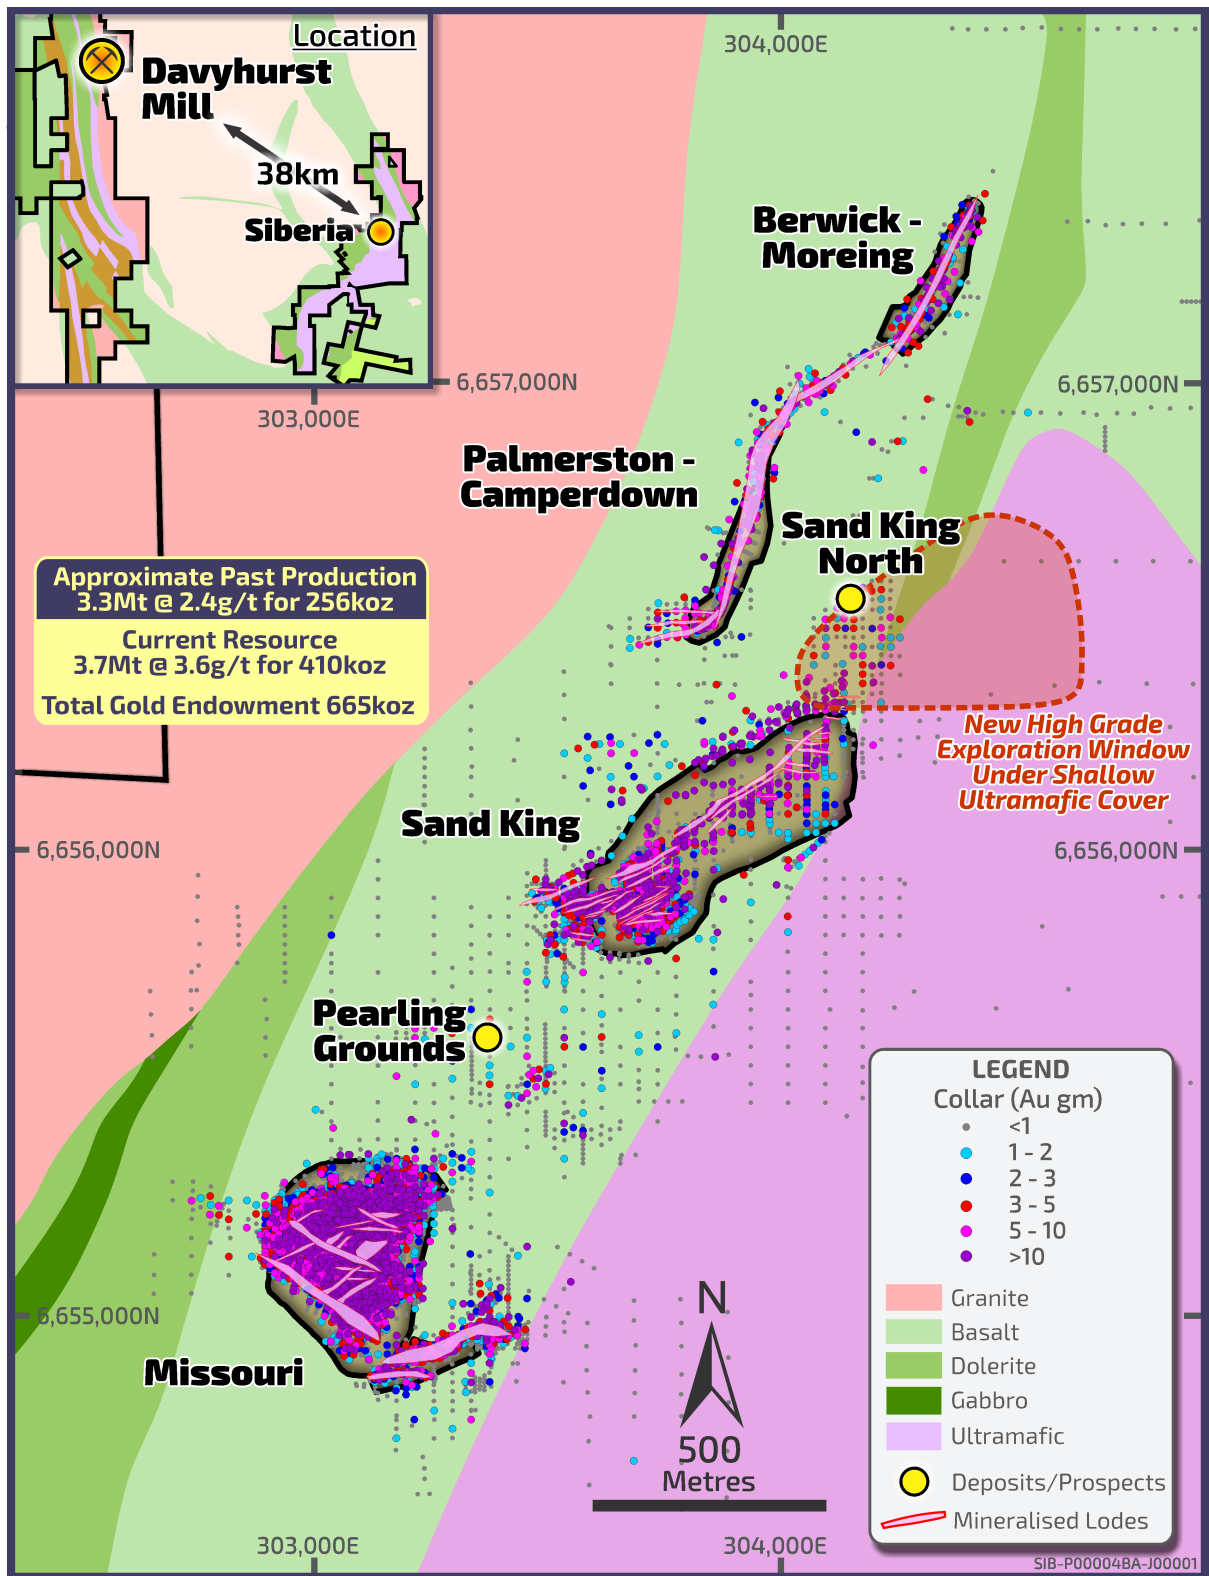 Location
Davyhurst
Mill
38km
Siberia
304,000E
Berwick -
Moreing
6,657,000N
6,657,000N
303,000E
Palmerston -
Camperdown
Sand King
North
Approximate Past Production
3.3Mt @ 2.4g/t for 256koz
Current Resource
3.7Mt @ 3.6g/t for 410koz
Total Gold Endowment 665koz
New High Grade
Exploration Window
Under Shallow
Ultramafic Cover
Sand King
6,656,000N
6,656,000N
Pearling
Grounds
LEGEND
Collar (Au gm)
<1
1 - 2
2 - 3
3 - 5
5 - 10
>10
Granite
Basalt
Dolerite
Gabbro
Ultramafic
Deposits/Prospects
Mineralised Lodes
6,655,000N
Missouri
N
500
Metres
303,000E
304,000E
SIB-P00004BA-J00001